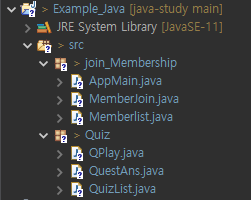 > Example_Java [java-study main]
> JRE System Library [JavaSE-11]
> src
join_Membership
> AppMain.java
> MemberJoin.java
> Memberlist.java
Quiz
> QPlay.java
> QuestAns.java
> QuizList.java